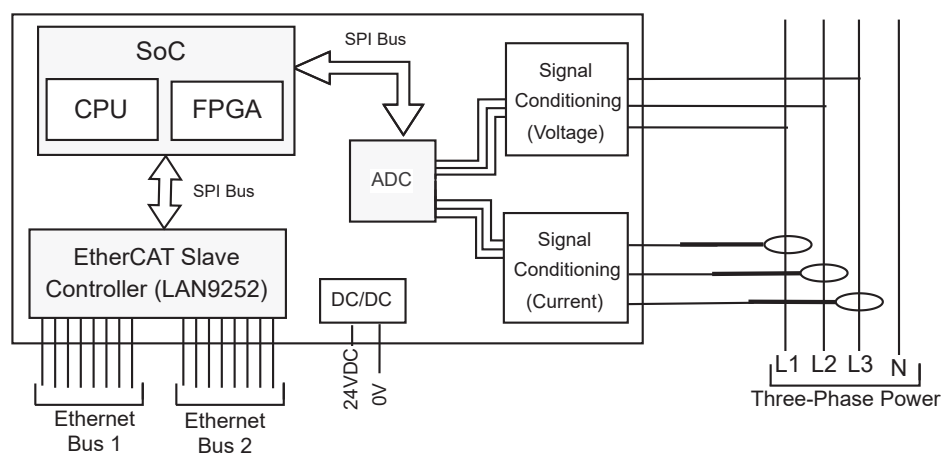 SoC
CPU
FPGA
SPI Bus
SPI Bus
ADC
Signal
Conditioning
(Voltage)
Signal
Conditioning
(Current)
EtherCAT Slave
Controller (LAN9252)
DC/DC
24VDC
0V
Ethernet
Bus 1
Ethernet
Bus 2
L1 L2 L3 N
Three-Phase Power